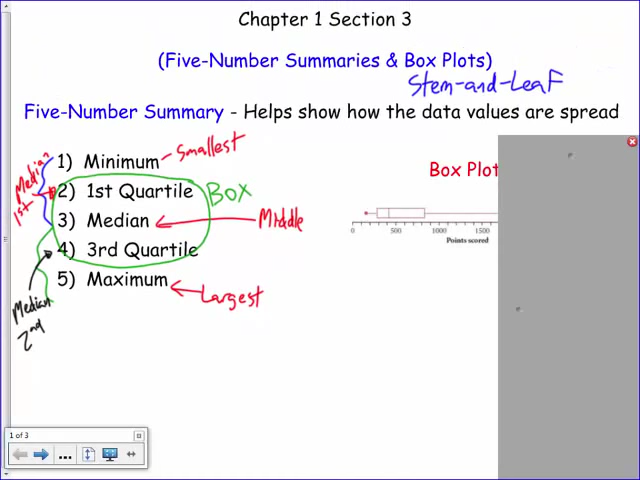 Chapter 1 Section 3
(Five-Number Summaries & Box Plots)
Stem-and-Leaf
Five-Number Summary - Helps show how the data values are spread
1) Minimum
Smallest
2) 1st Quartile
BOX
3) Median
Middle
4) 3rd Quartile
5) Maximum
Largest
Median
1st
Median
2nd
Box Plot
0 500 1000 1500
Points scored
1 of 3